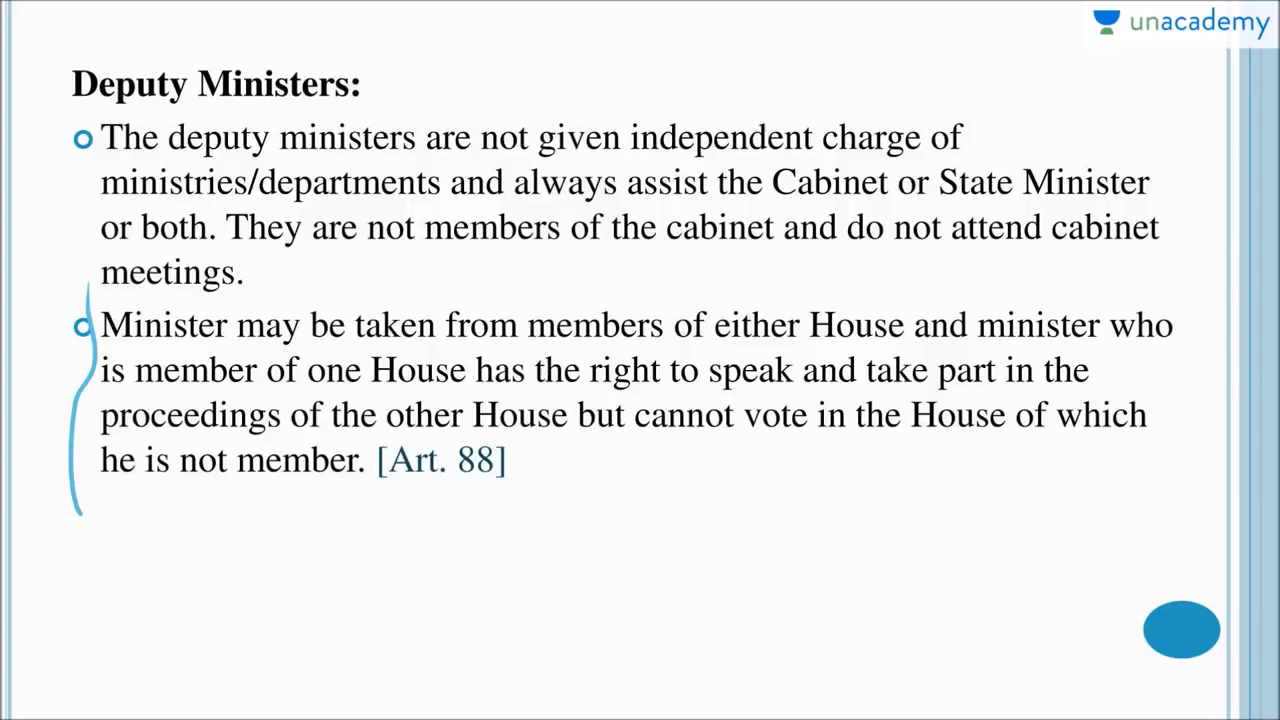 unacademy
Deputy Ministers:
The deputy ministers are not given independent charge of
ministries/departments and always assist the Cabinet or State Minister
or both. They are not members of the cabinet and do not attend cabinet
meetings.
Minister may be taken from members of either House and minister who
is member of one House has the right to speak and take part in the
proceedings of the other House but cannot vote in the House of which
he is not member. [Art. 88]